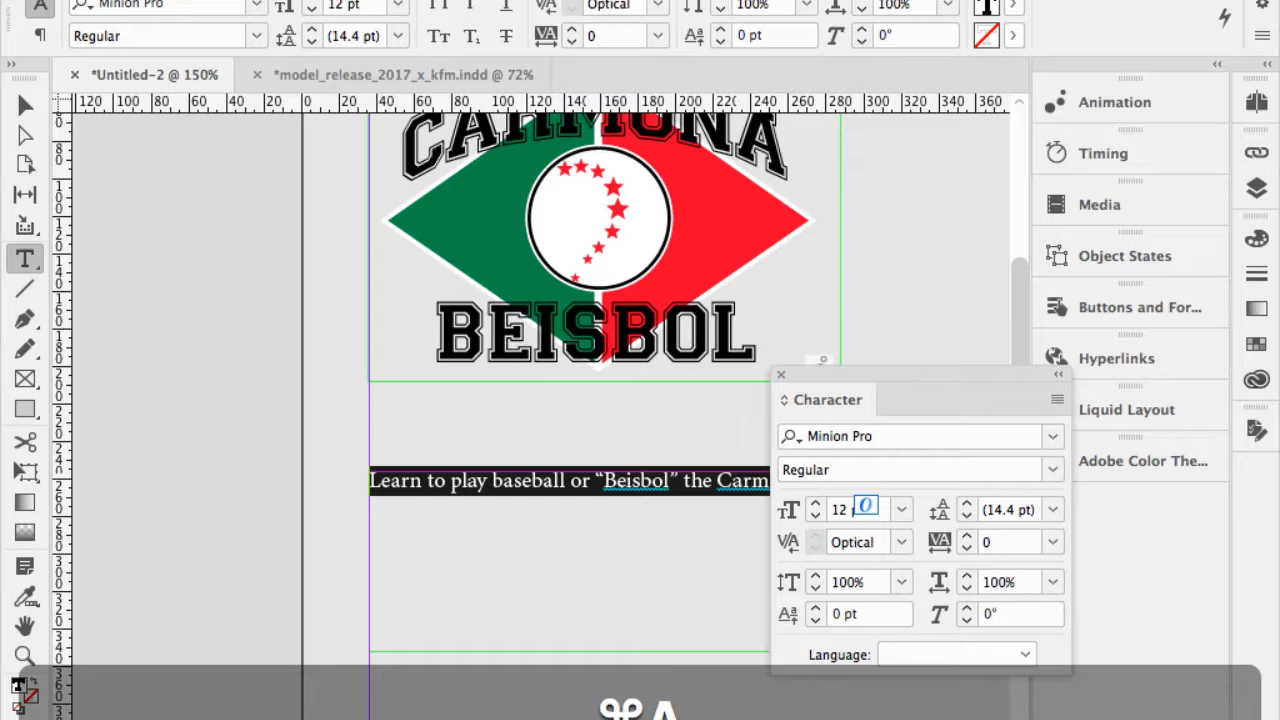 A Minion Pro 12 pt Optical 100% 100%
Regular (14.4 pt) 0 0 pt 0°
*Untitled-2 @ 150% *model_release_2017_x_kfm.indd @ 72%
120 100 80 60 40 20 0 20 40 60 80 100 120 140 160 180 200 220 240 260 280 300 320 340 360
CARMONA
BEISBOL
Learn to play baseball or “Beisbol” the Carm
Animation
Timing
Media
Object States
Buttons and For...
Hyperlinks
Liquid Layout
Adobe Color The...
Character
Minion Pro
Regular
12 (14.4 pt)
Optical 0
100% 100%
0 pt 0°
Language:
⌘A